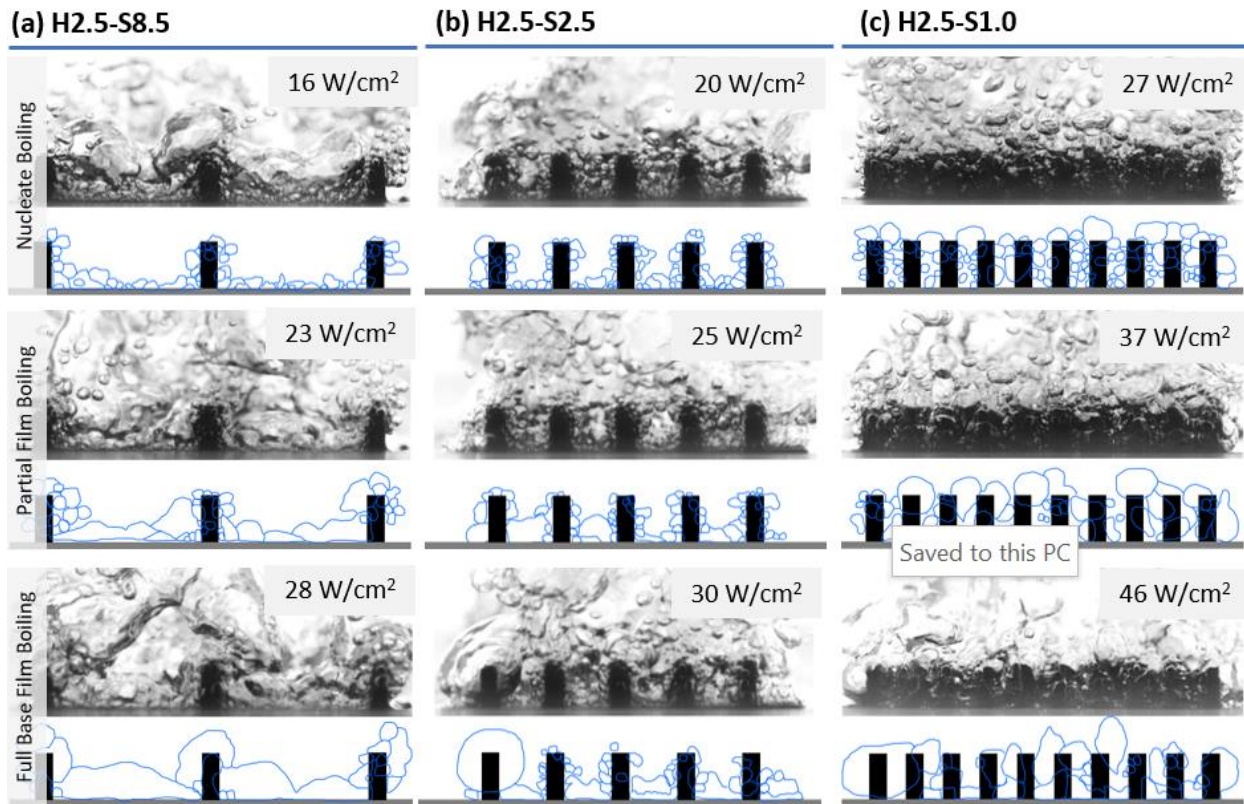 (a) H2.5-S8.5
(b) H2.5-S2.5
(c) H2.5-S1.0
Nucleate Boiling
16 W/cm²
20 W/cm²
27 W/cm²
Partial Film Boiling
23 W/cm²
25 W/cm²
37 W/cm²
Saved to this PC
Full Base Film Boiling
28 W/cm²
30 W/cm²
46 W/cm²